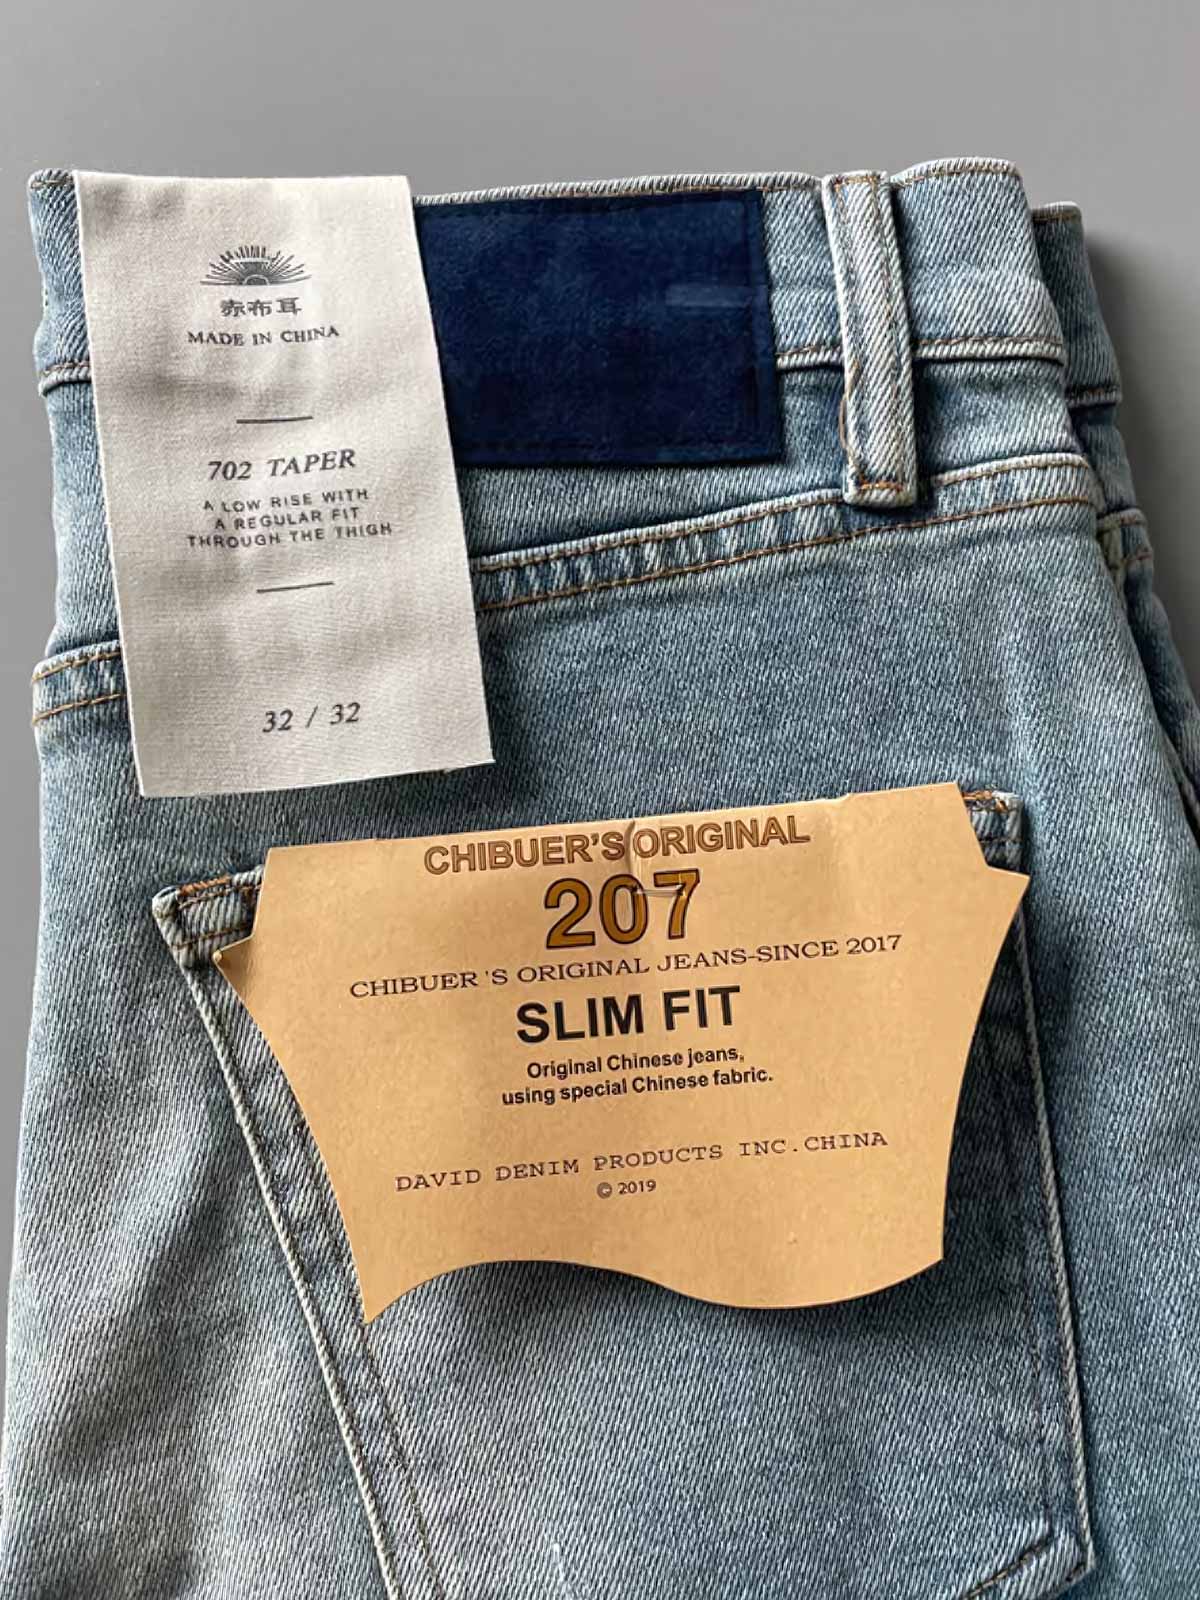 赤布耳
MADE IN CHINA
702 TAPER
A LOW RISE WITH
A REGULAR FIT
THROUGH THE THIGH
32 / 32
CHIBUER'S ORIGINAL
207
CHIBUER 'S ORIGINAL JEANS-SINCE 2017
SLIM FIT
Original Chinese jeans,
using special Chinese fabric.
DAVID DENIM PRODUCTS INC.CHINA
© 2019